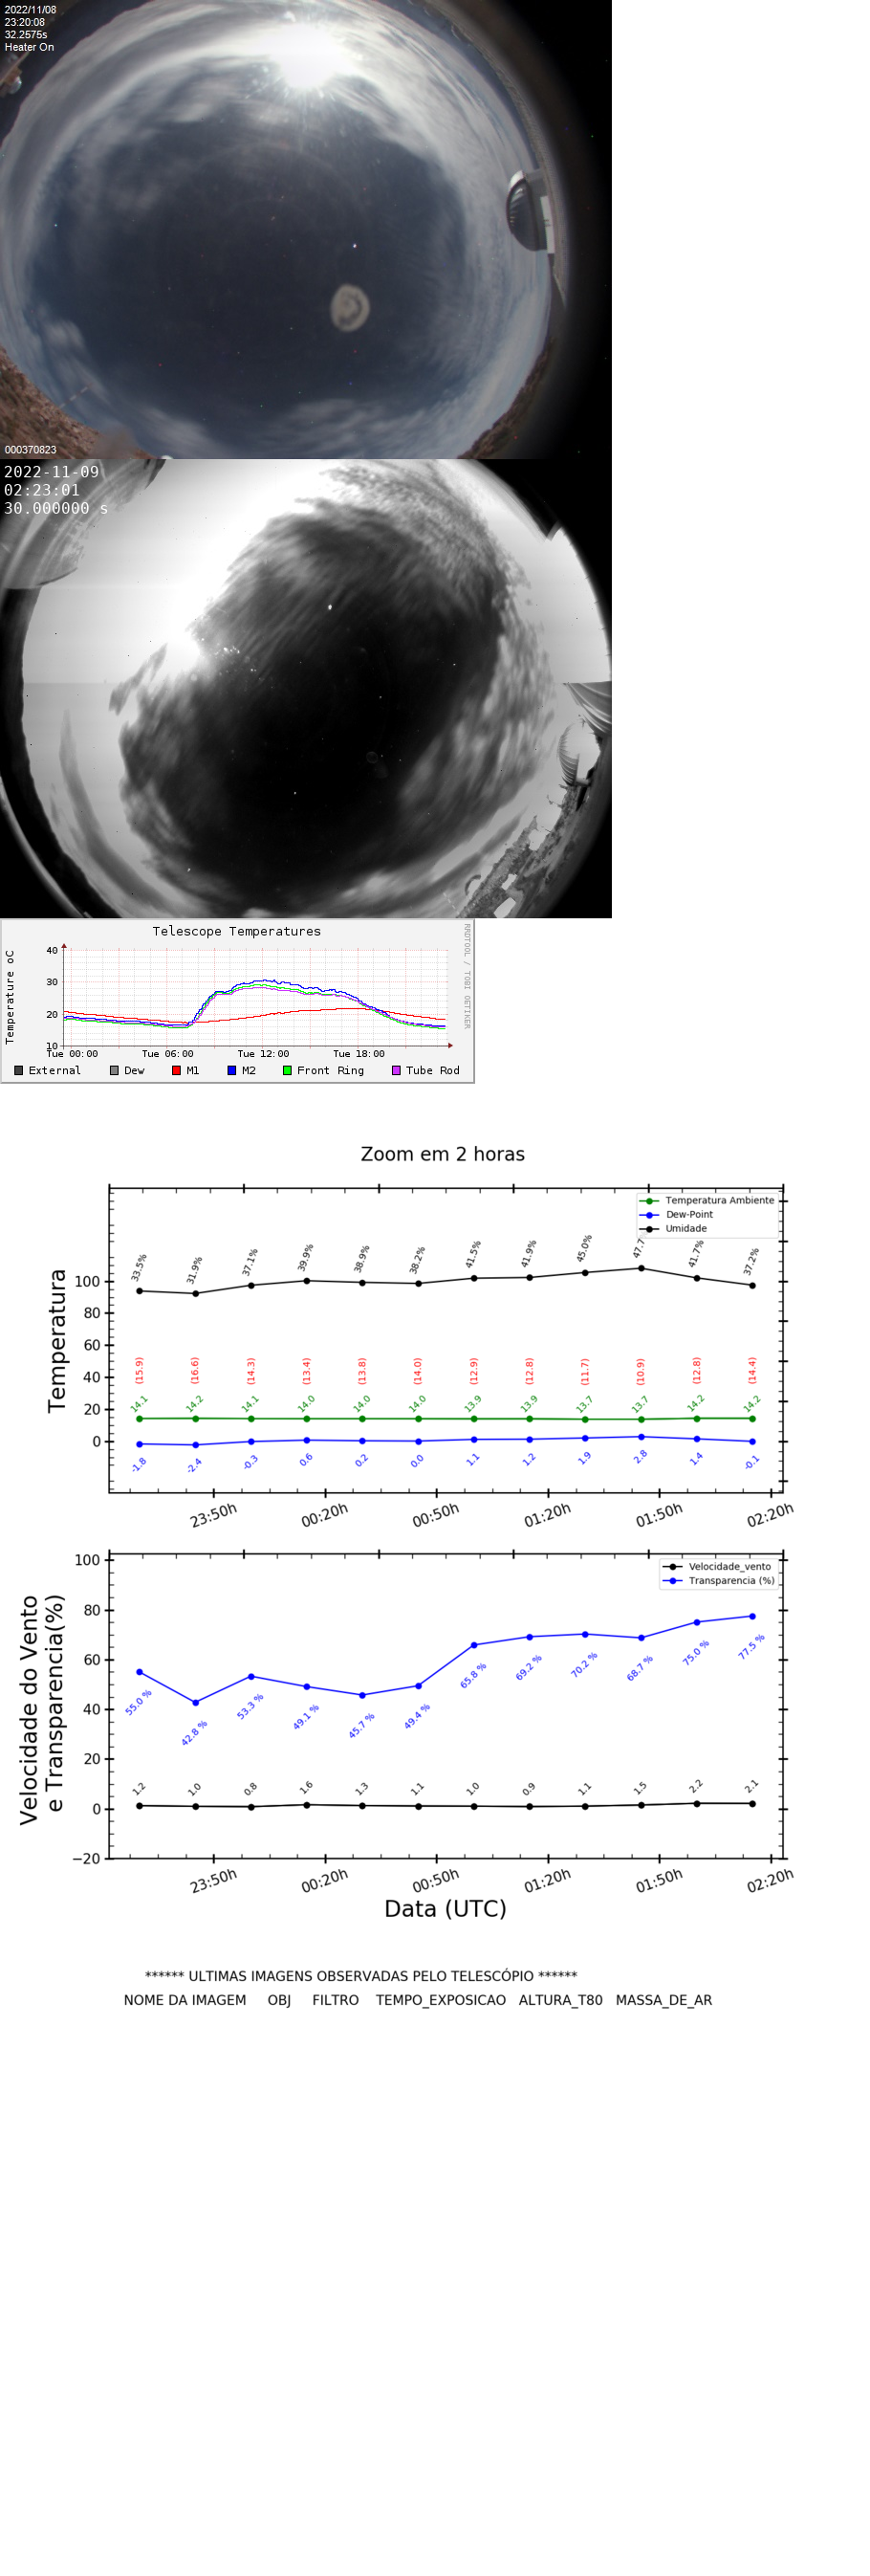 2022/11/08
23:20:08
32.2575s
Heater On
000370823
2022-11-09
02:23:01
30.000000 s
Telescope Temperatures
RRDTOOL / TOBI OETIKER
Temperature oC
40
30
20
10
Tue 00:00 Tue 06:00 Tue 12:00 Tue 18:00
External Dew M1 M2 Front Ring Tube Rod
Zoom em 2 horas
Temperatura Ambiente
Dew-Point
Umidade
33.5% 31.9% 37.1% 39.9% 38.9% 38.2% 41.5% 41.9% 45.0% 47.7 41.7% 37.2%
Temperatura
100
80
60
40
20
0
(15.9) (16.6) (14.3) (13.4) (13.8) (14.0) (12.9) (12.8) (11.7) (10.9) (12.8) (14.4)
14.1 14.2 14.1 14.0 14.0 14.0 13.9 13.9 13.7 13.7 14.2 14.2
-1.8 -2.4 -0.3 0.6 0.2 0.0 1.1 1.2 1.9 2.8 1.4 -0.1
23:50h 00:20h 00:50h 01:20h 01:50h 02:20h
Velocidade_vento
Transparencia (%)
Velocidade do Vento
e Transparencia(%)
100
80
60
40
20
0
−20
55.0 % 42.8 % 53.3 % 49.1 % 45.7 % 49.4 % 65.8 % 69.2 % 70.2 % 68.7 % 75.0 % 77.5 %
1.2 1.0 0.8 1.6 1.3 1.1 1.0 0.9 1.1 1.5 2.2 2.1
23:50h 00:20h 00:50h 01:20h 01:50h 02:20h
Data (UTC)
****** ULTIMAS IMAGENS OBSERVADAS PELO TELESCÓPIO ******
NOME DA IMAGEM OBJ FILTRO TEMPO_EXPOSICAO ALTURA_T80 MASSA_DE_AR